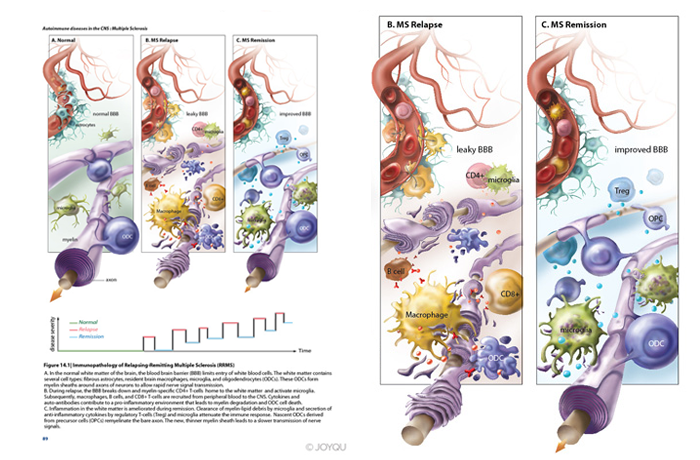 Autoimmune diseases in the CNS : Multiple Sclerosis
A. Normal
B. MS Relapse
C. MS Remission
normal BBB
leaky BBB
improved BBB
astrocytes
CD4+
microglia
Treg
OPC
B cell
CD8+
microglia
Macrophage
microglia
myelin
ODC
ODC
ODC
axon
disease severity
Normal
Relapse
Remission
Time
Figure 14.1| Immunopathology of Relapsing-Remitting Multiple Sclerosis (RRMS)
A. In the normal white matter of the brain, the blood brain barrier (BBB) limits entry of white blood cells. The white matter contains
several cell types: fibrous astrocytes, resident brain macrophages, microglia, and oligodendrocytes (ODCs). These ODCs form
myelin sheaths around axons of neurons to allow rapid nerve signal transmission.
B. During relapse, the BBB breaks down and myelin-specific CD4+ T-cells home to the white matter and activate microglia.
Subsequently, macrophages, B cells, and CD8+ T-cells are recruited from peripheral blood to the CNS. Cytokines and
auto-antibodies contribute to a pro-inflammatory environment that leads to myelin degradation and ODC cell death.
C. Inflammation in the white matter is ameliorated during remission. Clearance of myelin-lipid debris by microglia and secretion of
anti-inflammatory cytokines by regulatory T-cells (Treg) and microglia attenuate the immune response. Nascent ODCs derived
from precursor cells (OPCs) remyelinate the bare axon. The new, thinner myelin sheath leads to a slower transmission of nerve
signals.
89
B. MS Relapse
leaky BBB
CD4+
microglia
B cell
CD8+
Macrophage
ODC
C. MS Remission
improved BBB
Treg
OPC
microglia
ODC
© JOYQU